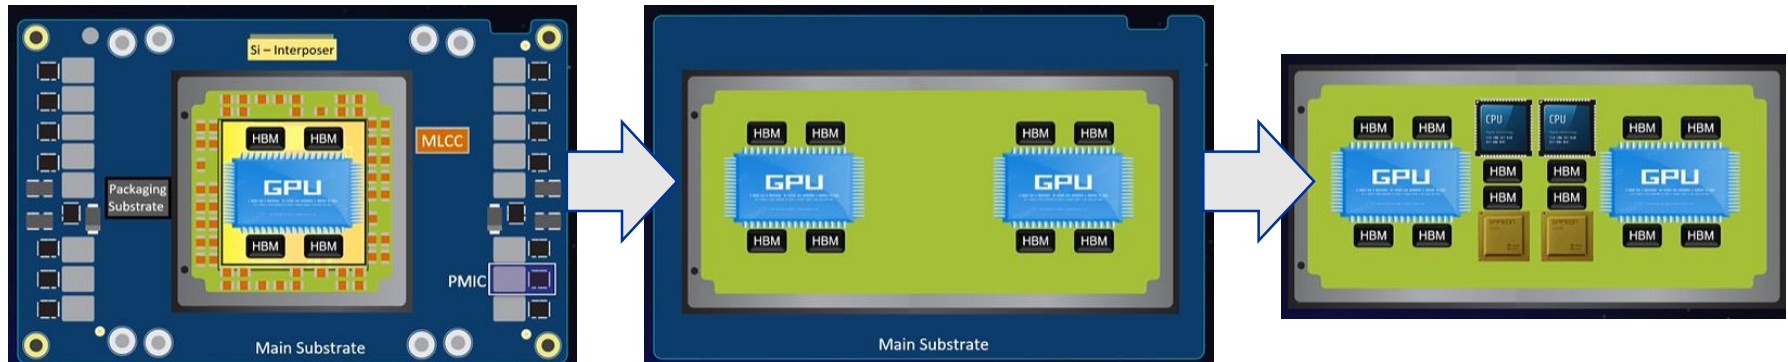 Si – Interposer
HBM HBM
MLCC
GPU
Packaging
Substrate
HBM HBM
PMIC
Main Substrate
HBM HBM
HBM HBM
GPU
GPU
HBM HBM
HBM HBM
Main Substrate
CPU
CPU
HBM HBM
HBM HBM
HBM HBM
GPU
GPU
HBM HBM
HBM HBM
HBM HBM
SAPEON
SAPEON